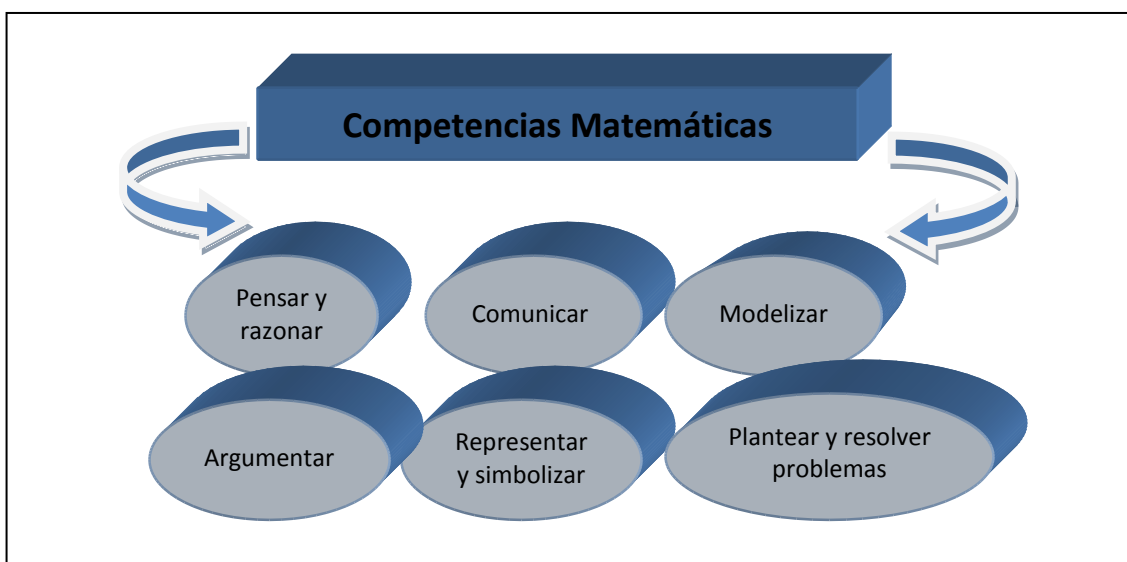 Competencias Matemáticas
Pensar y
razonar
Comunicar
Modelizar
Argumentar
Representar
y simbolizar
Plantear y resolver
problemas